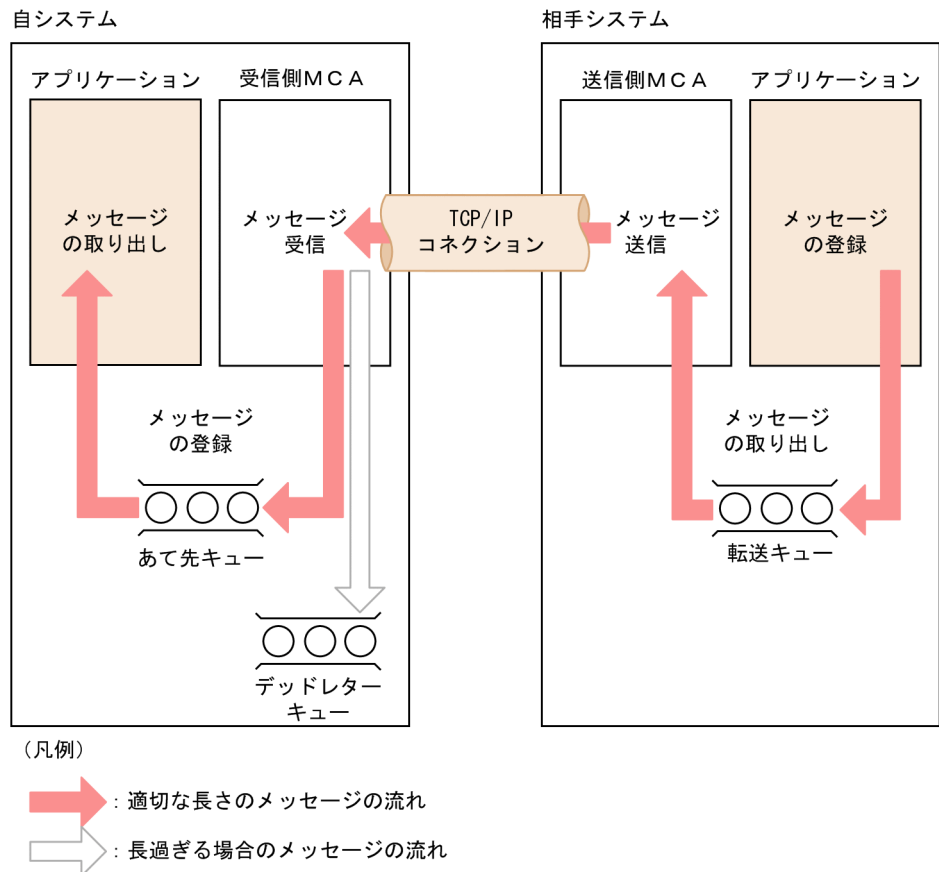 自システム
相手システム
アプリケーション
受信側ＭＣＡ
送信側ＭＣＡ
アプリケーション
メッセージ
の取り出し
メッセージ
受信
TCP/IP
コネクション
メッセージ
送信
メッセージ
の登録
メッセージ
の登録
メッセージ
の取り出し
あて先キュー
転送キュー
デッドレター
キュー
（凡例）
：適切な長さのメッセージの流れ
：長過ぎる場合のメッセージの流れ